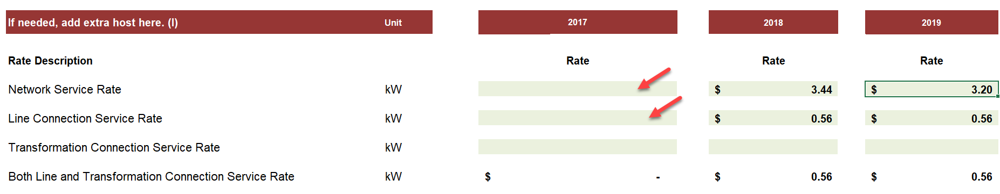 If needed, add extra host here. (I) Unit 2017 2018 2019
Rate Description Rate Rate Rate
Network Service Rate kW $ 3.44 $ 3.20
Line Connection Service Rate kW $ 0.56 $ 0.56
Transformation Connection Service Rate kW
Both Line and Transformation Connection Service Rate kW $ - $ 0.56 $ 0.56